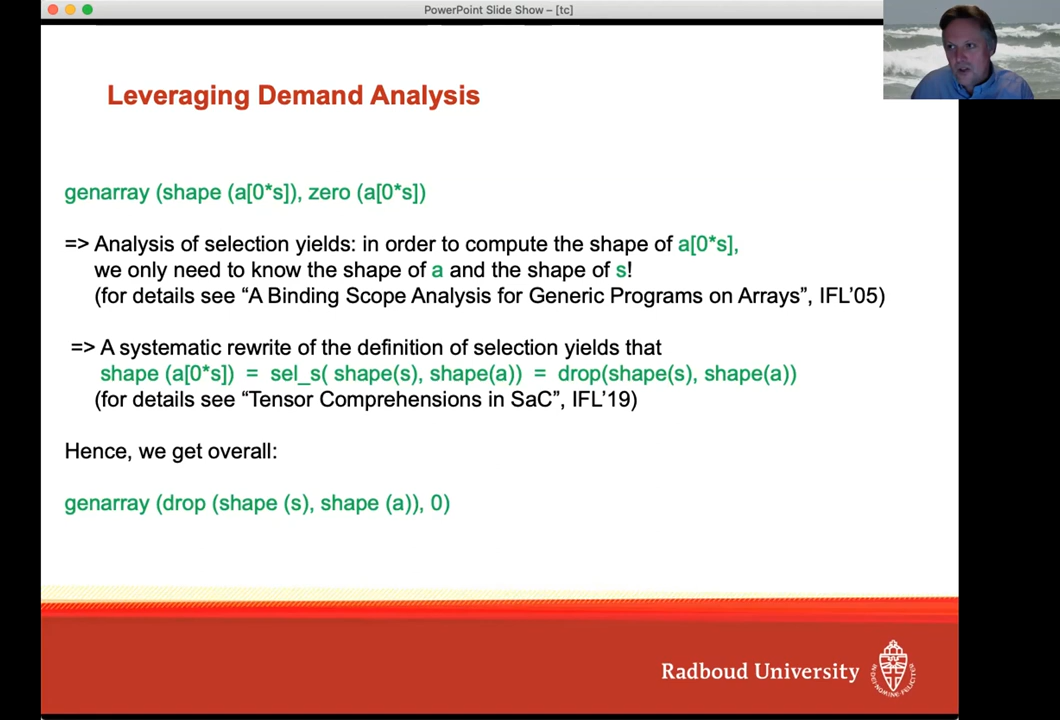 PowerPoint Slide Show – [tc]
Leveraging Demand Analysis
genarray (shape (a[0*s]), zero (a[0*s])
=> Analysis of selection yields: in order to compute the shape of a[0*s],
we only need to know the shape of a and the shape of s!
(for details see “A Binding Scope Analysis for Generic Programs on Arrays”, IFL’05)
=> A systematic rewrite of the definition of selection yields that
shape (a[0*s]) = sel_s( shape(s), shape(a)) = drop(shape(s), shape(a))
(for details see “Tensor Comprehensions in SaC”, IFL’19)
Hence, we get overall:
genarray (drop (shape (s), shape (a)), 0)
Radboud University